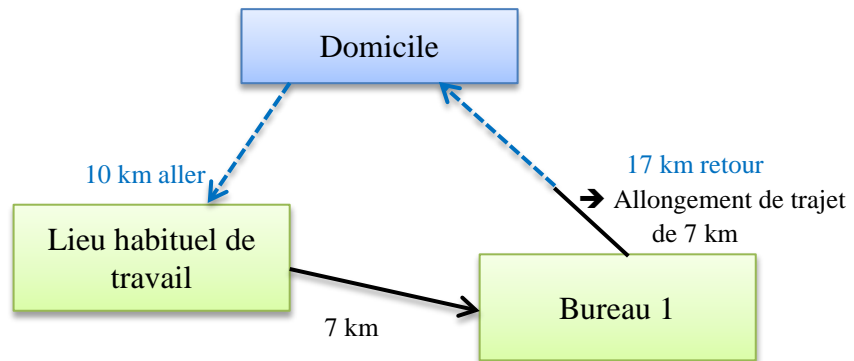 Domicile
10 km aller
17 km retour
➔ Allongement de trajet
de 7 km
Lieu habituel de
travail
7 km
Bureau 1